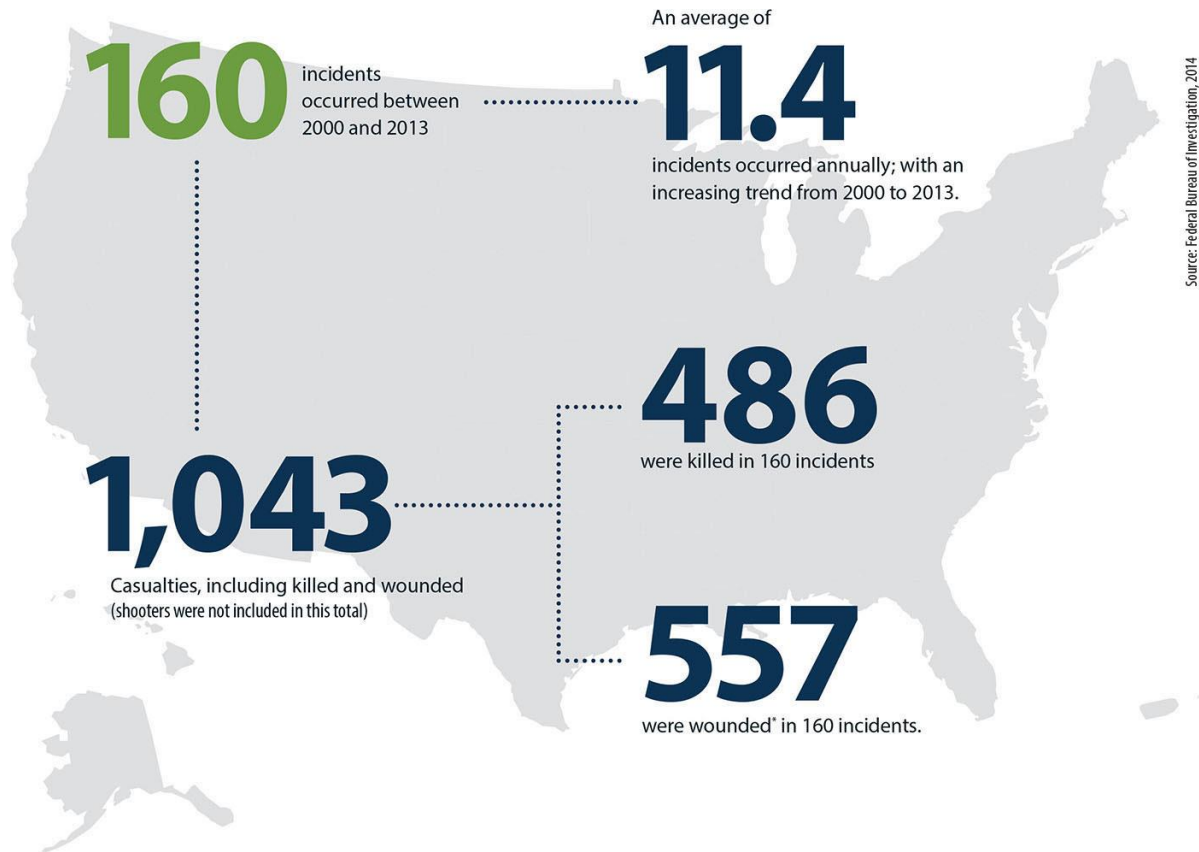 160
incidents
occurred between
2000 and 2013
An average of
11.4
incidents occurred annually; with an
increasing trend from 2000 to 2013.
1,043
Casualties, including killed and wounded
(shooters were not included in this total)
486
were killed in 160 incidents
557
were wounded* in 160 incidents.
Source: Federal Bureau of Investigation, 2014